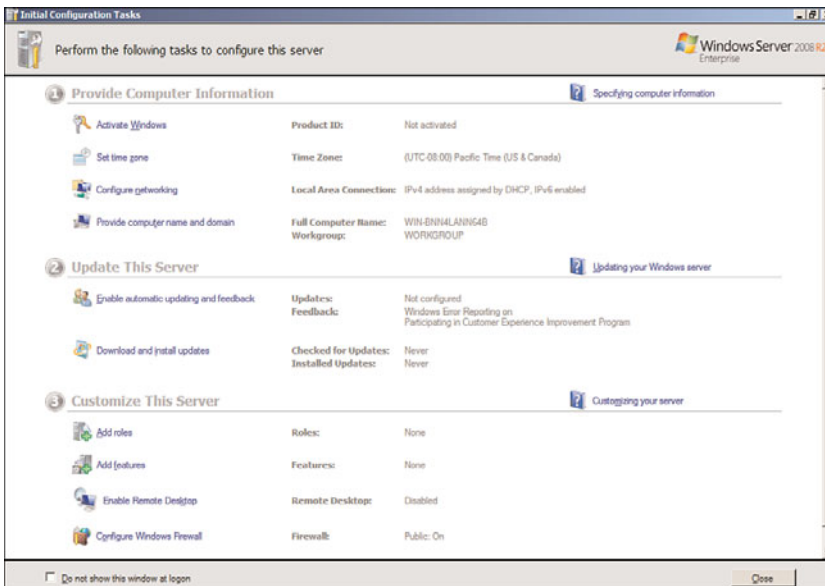 Initial Configuration Tasks
Perform the following tasks to configure this server
Windows Server 2008 R2
Enterprise
1 Provide Computer Information
Specifying computer information
Activate Windows Product ID: Not activated
Set time zone Time Zone: (UTC-08:00) Pacific Time (US & Canada)
Configure networking Local Area Connection: IPv4 address assigned by DHCP, IPv6 enabled
Provide computer name and domain Full Computer Name: WIN-BNN4LANN64B
Workgroup: WORKGROUP
2 Update This Server
Updating your Windows server
Enable automatic updating and feedback Updates: Not configured
Feedback: Windows Error Reporting on
Participating in Customer Experience Improvement Program
Download and install updates Checked for Updates: Never
Installed Updates: Never
3 Customize This Server
Customizing your server
Add roles Roles: None
Add features Features: None
Enable Remote Desktop Remote Desktop: Disabled
Configure Windows Firewall Firewall: Public: On
Do not show this window at logon
Close